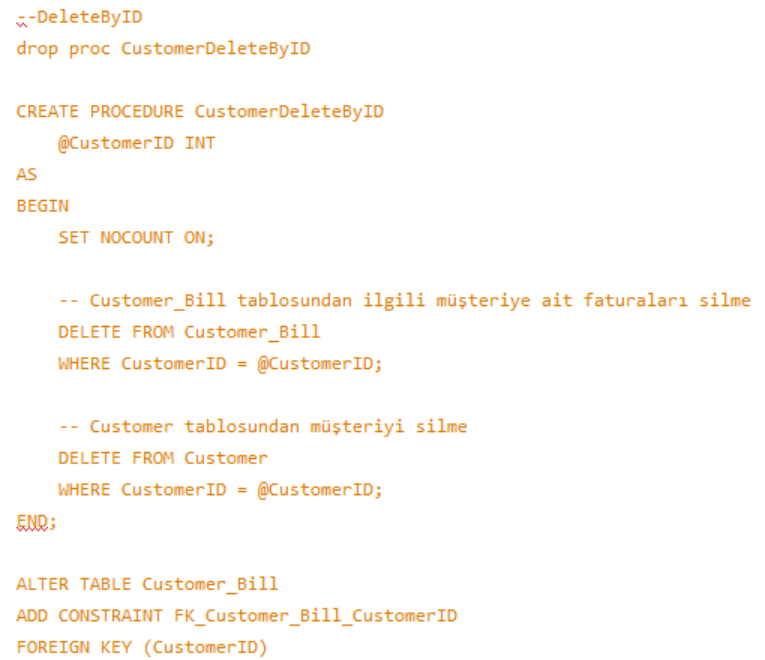 --DeleteByID
drop proc CustomerDeleteByID
CREATE PROCEDURE CustomerDeleteByID
@CustomerID INT
AS
BEGIN
SET NOCOUNT ON;
-- Customer_Bill tablosundan ilgili müşteriye ait faturaları silme
DELETE FROM Customer_Bill
WHERE CustomerID = @CustomerID;
-- Customer tablosundan müşteriyi silme
DELETE FROM Customer
WHERE CustomerID = @CustomerID;
END;
ALTER TABLE Customer_Bill
ADD CONSTRAINT FK_Customer_Bill_CustomerID
FOREIGN KEY (CustomerID)